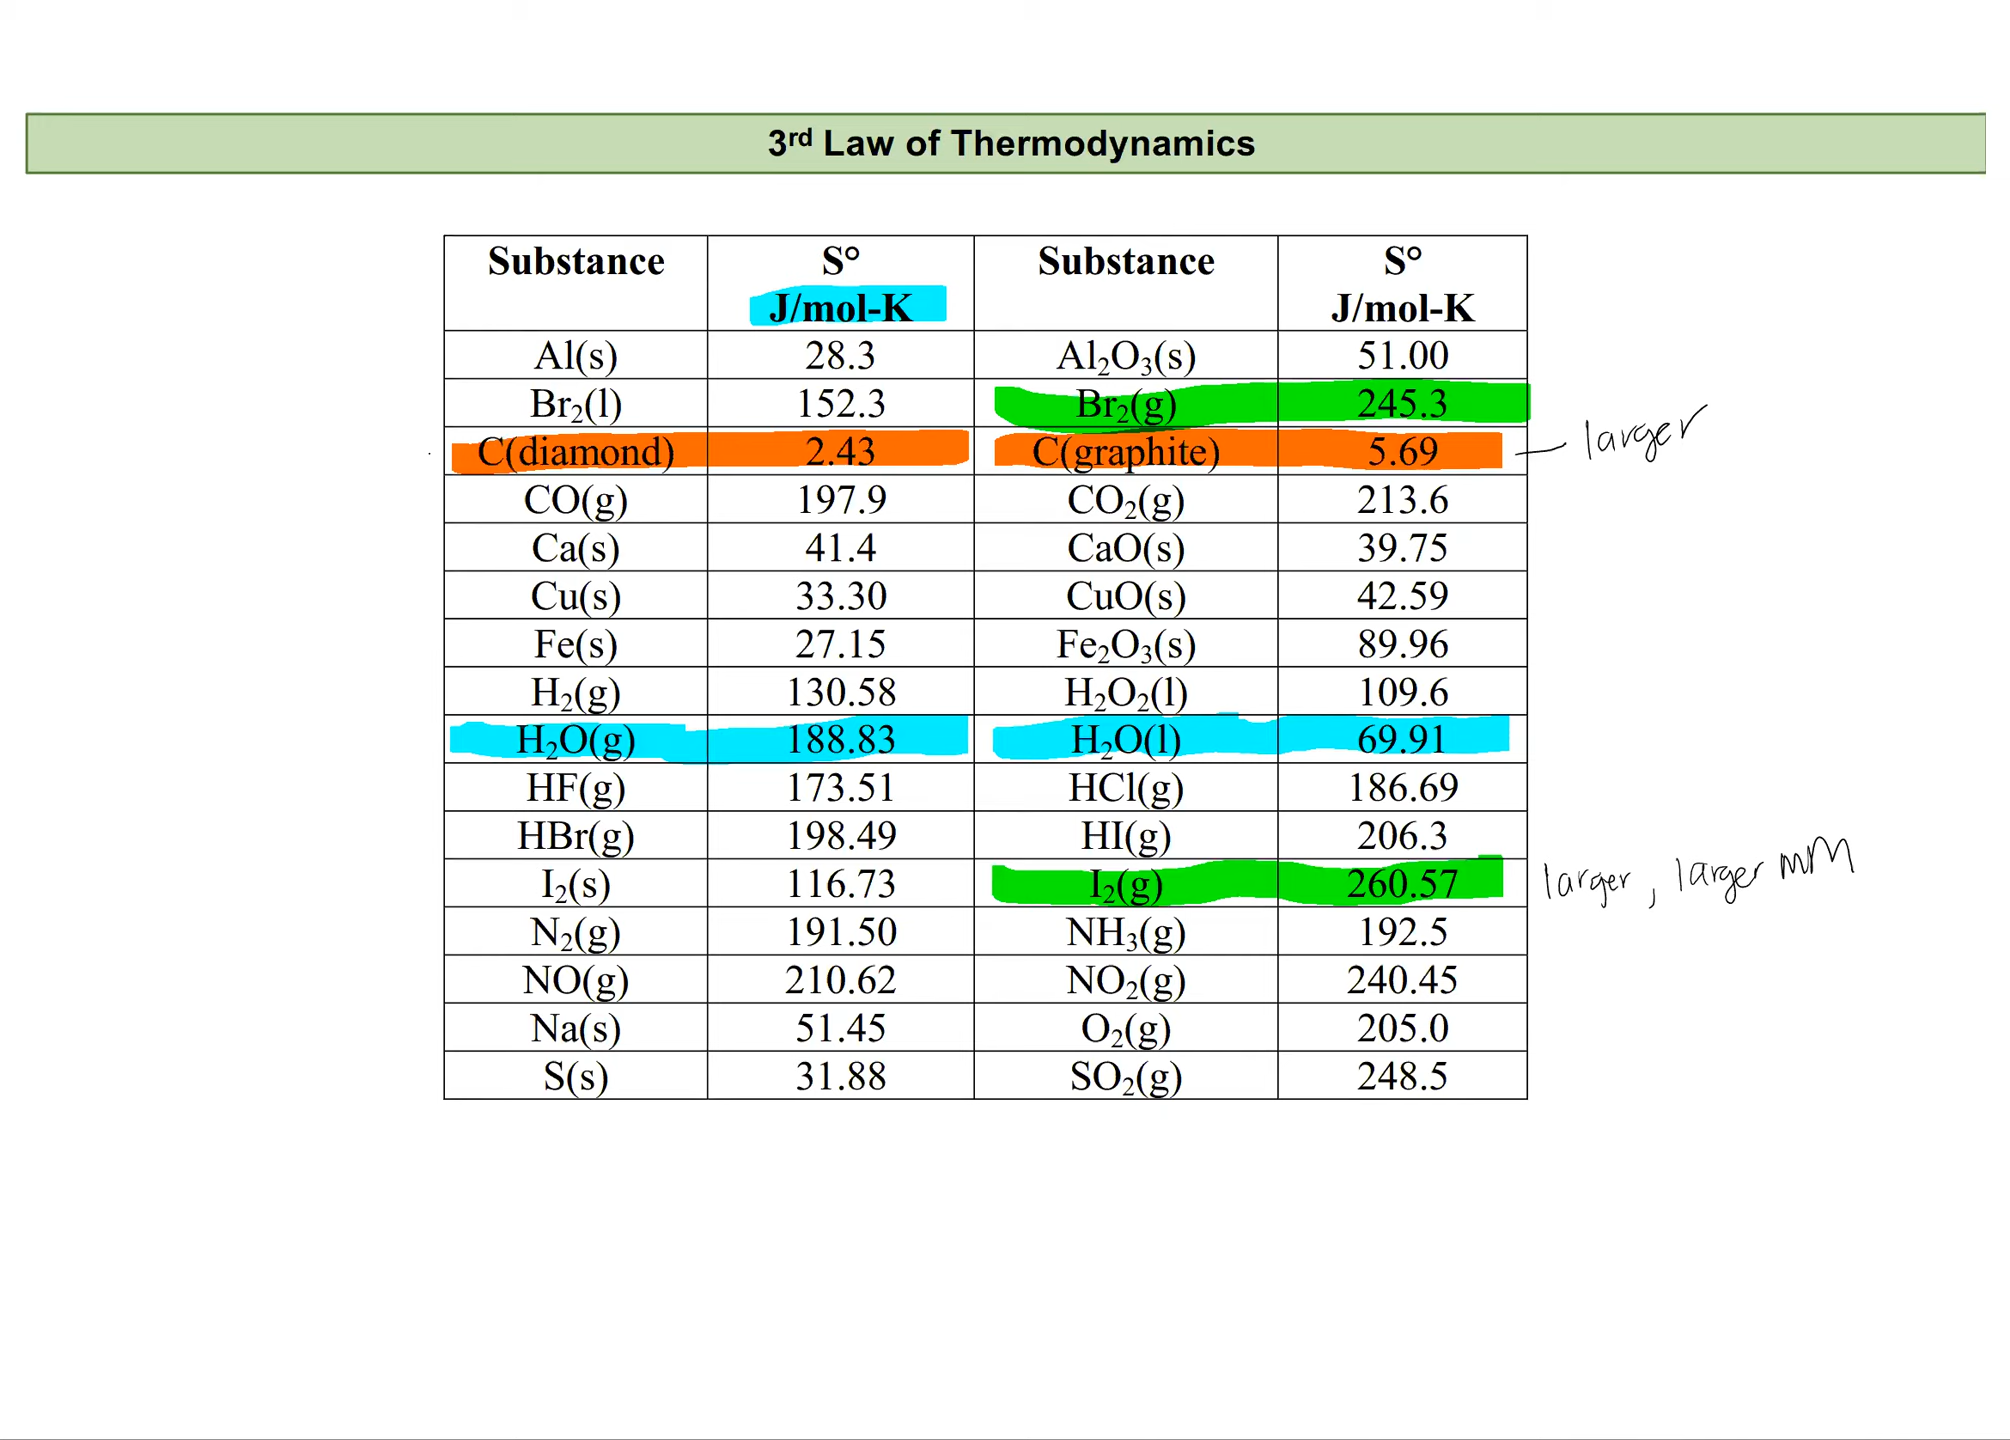 3rd Law of Thermodynamics
Substance S° J/mol-K Substance S° J/mol-K
Al(s) 28.3 Al₂O₃(s) 51.00
Br₂(l) 152.3 Br₂(g) 245.3
C(diamond) 2.43 C(graphite) 5.69 larger
CO(g) 197.9 CO₂(g) 213.6
Ca(s) 41.4 CaO(s) 39.75
Cu(s) 33.30 CuO(s) 42.59
Fe(s) 27.15 Fe₂O₃(s) 89.96
H₂(g) 130.58 H₂O₂(l) 109.6
H₂O(g) 188.83 H₂O(l) 69.91
HF(g) 173.51 HCl(g) 186.69
HBr(g) 198.49 HI(g) 206.3
I₂(s) 116.73 I₂(g) 260.57 larger, larger mM
N₂(g) 191.50 NH₃(g) 192.5
NO(g) 210.62 NO₂(g) 240.45
Na(s) 51.45 O₂(g) 205.0
S(s) 31.88 SO₂(g) 248.5